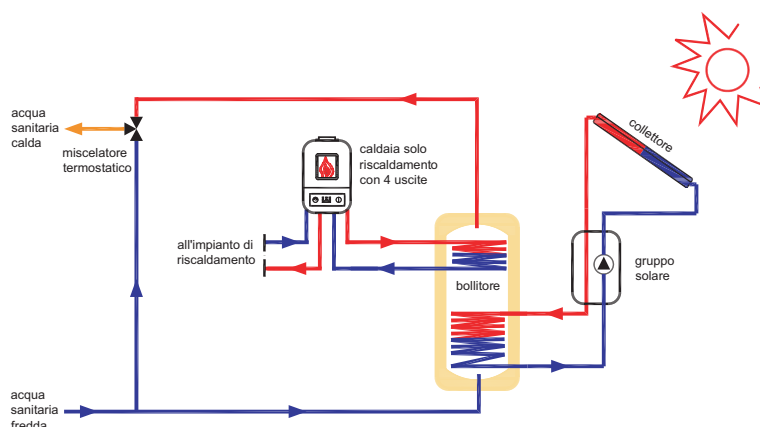 acqua
sanitaria
calda
miscelatore
termostatico
caldaia solo
riscaldamento
con 4 uscite
collettore
all'impianto di
riscaldamento
bollitore
gruppo
solare
acqua
sanitaria
fredda